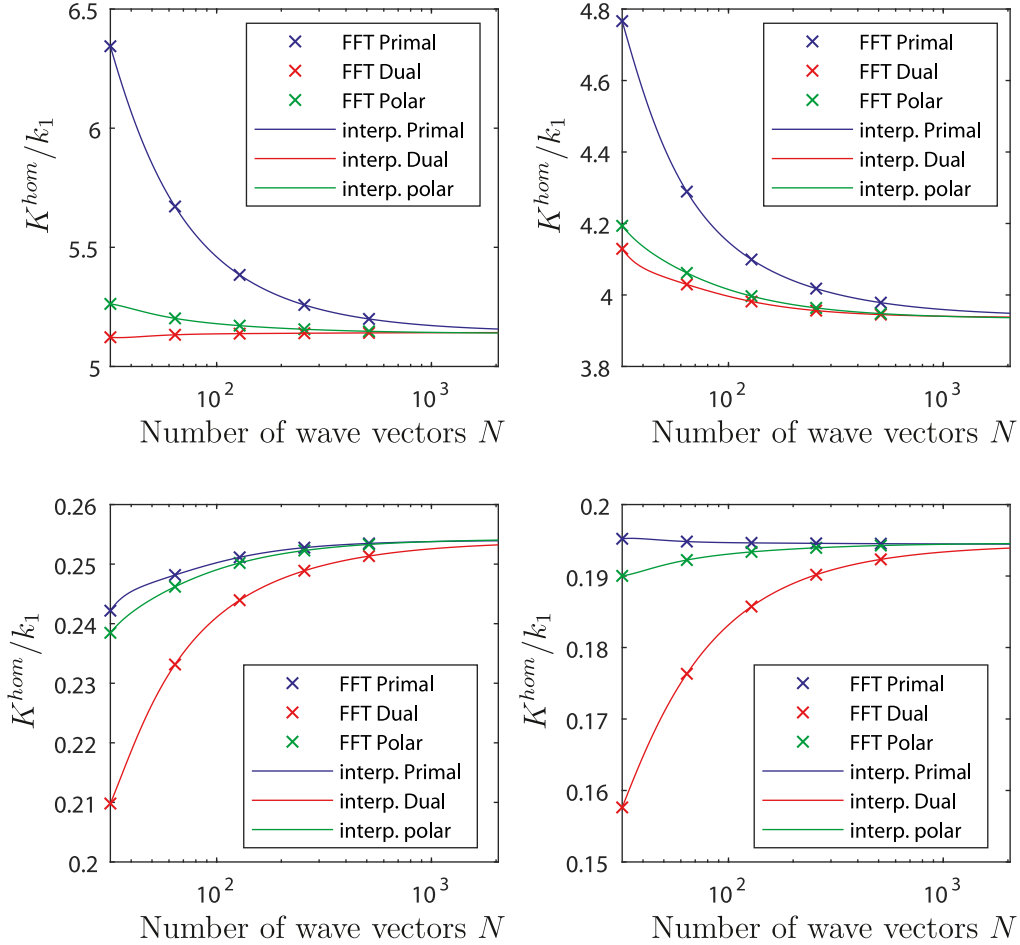 6.5
6
5.5
5
K^{hom}/k_1
FFT Primal
FFT Dual
FFT Polar
interp. Primal
interp. Dual
interp. polar
10^2
10^3
Number of wave vectors N
4.8
4.6
4.4
4.2
4
3.8
K^{hom}/k_1
FFT Primal
FFT Dual
FFT Polar
interp. Primal
interp. Dual
interp. polar
10^2
10^3
Number of wave vectors N
0.26
0.25
0.24
0.23
0.22
0.21
0.2
K^{hom}/k_1
FFT Primal
FFT Dual
FFT Polar
interp. Primal
interp. Dual
interp. polar
10^2
10^3
Number of wave vectors N
0.2
0.19
0.18
0.17
0.16
0.15
K^{hom}/k_1
FFT Primal
FFT Dual
FFT Polar
interp. Primal
interp. Dual
interp. polar
10^2
10^3
Number of wave vectors N